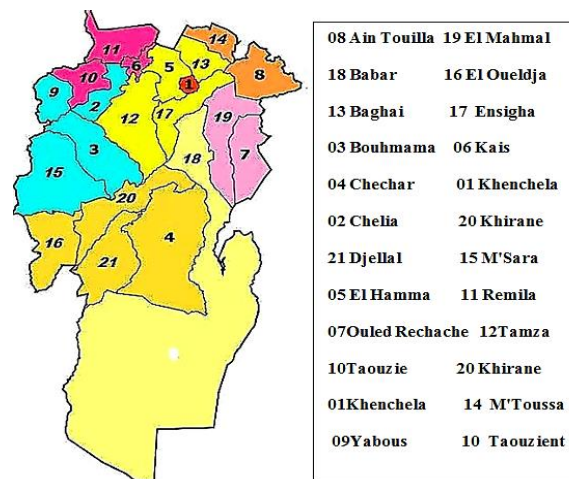 11
14
6
5
13
10
8
9
1
2
12
17
19
3
18
7
15
20
16
4
21
08 Ain Touilla 19 El Mahmal
18 Babar 16 El Oueldja
13 Baghai 17 Ensigha
03 Bouhmama 06 Kais
04 Chechar 01 Khenchela
02 Chelia 20 Khirane
21 Djellal 15 M'Sara
05 El Hamma 11 Remila
07Ouled Rechache 12Tamza
10Taouzie 20 Khirane
01Khenchela 14 M'Toussa
09Yabous 10 Taouzient